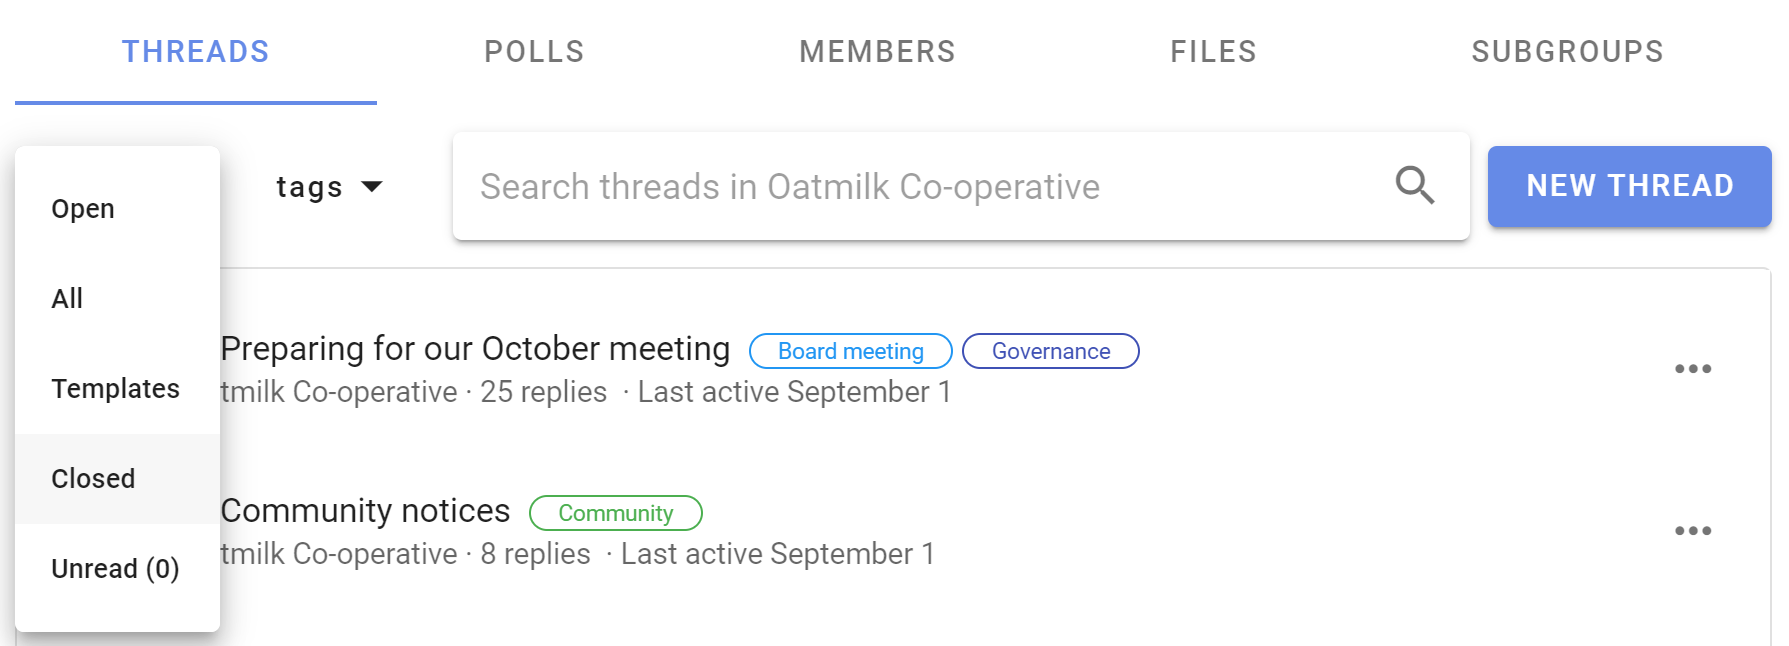 THREADS POLLS MEMBERS FILES SUBGROUPS
tags Search threads in Oatmilk Co-operative NEW THREAD
Open
All
Templates
Closed
Unread (0)
Preparing for our October meeting Board meeting Governance
tmilk Co-operative · 25 replies · Last active September 1
Community notices Community
tmilk Co-operative · 8 replies · Last active September 1